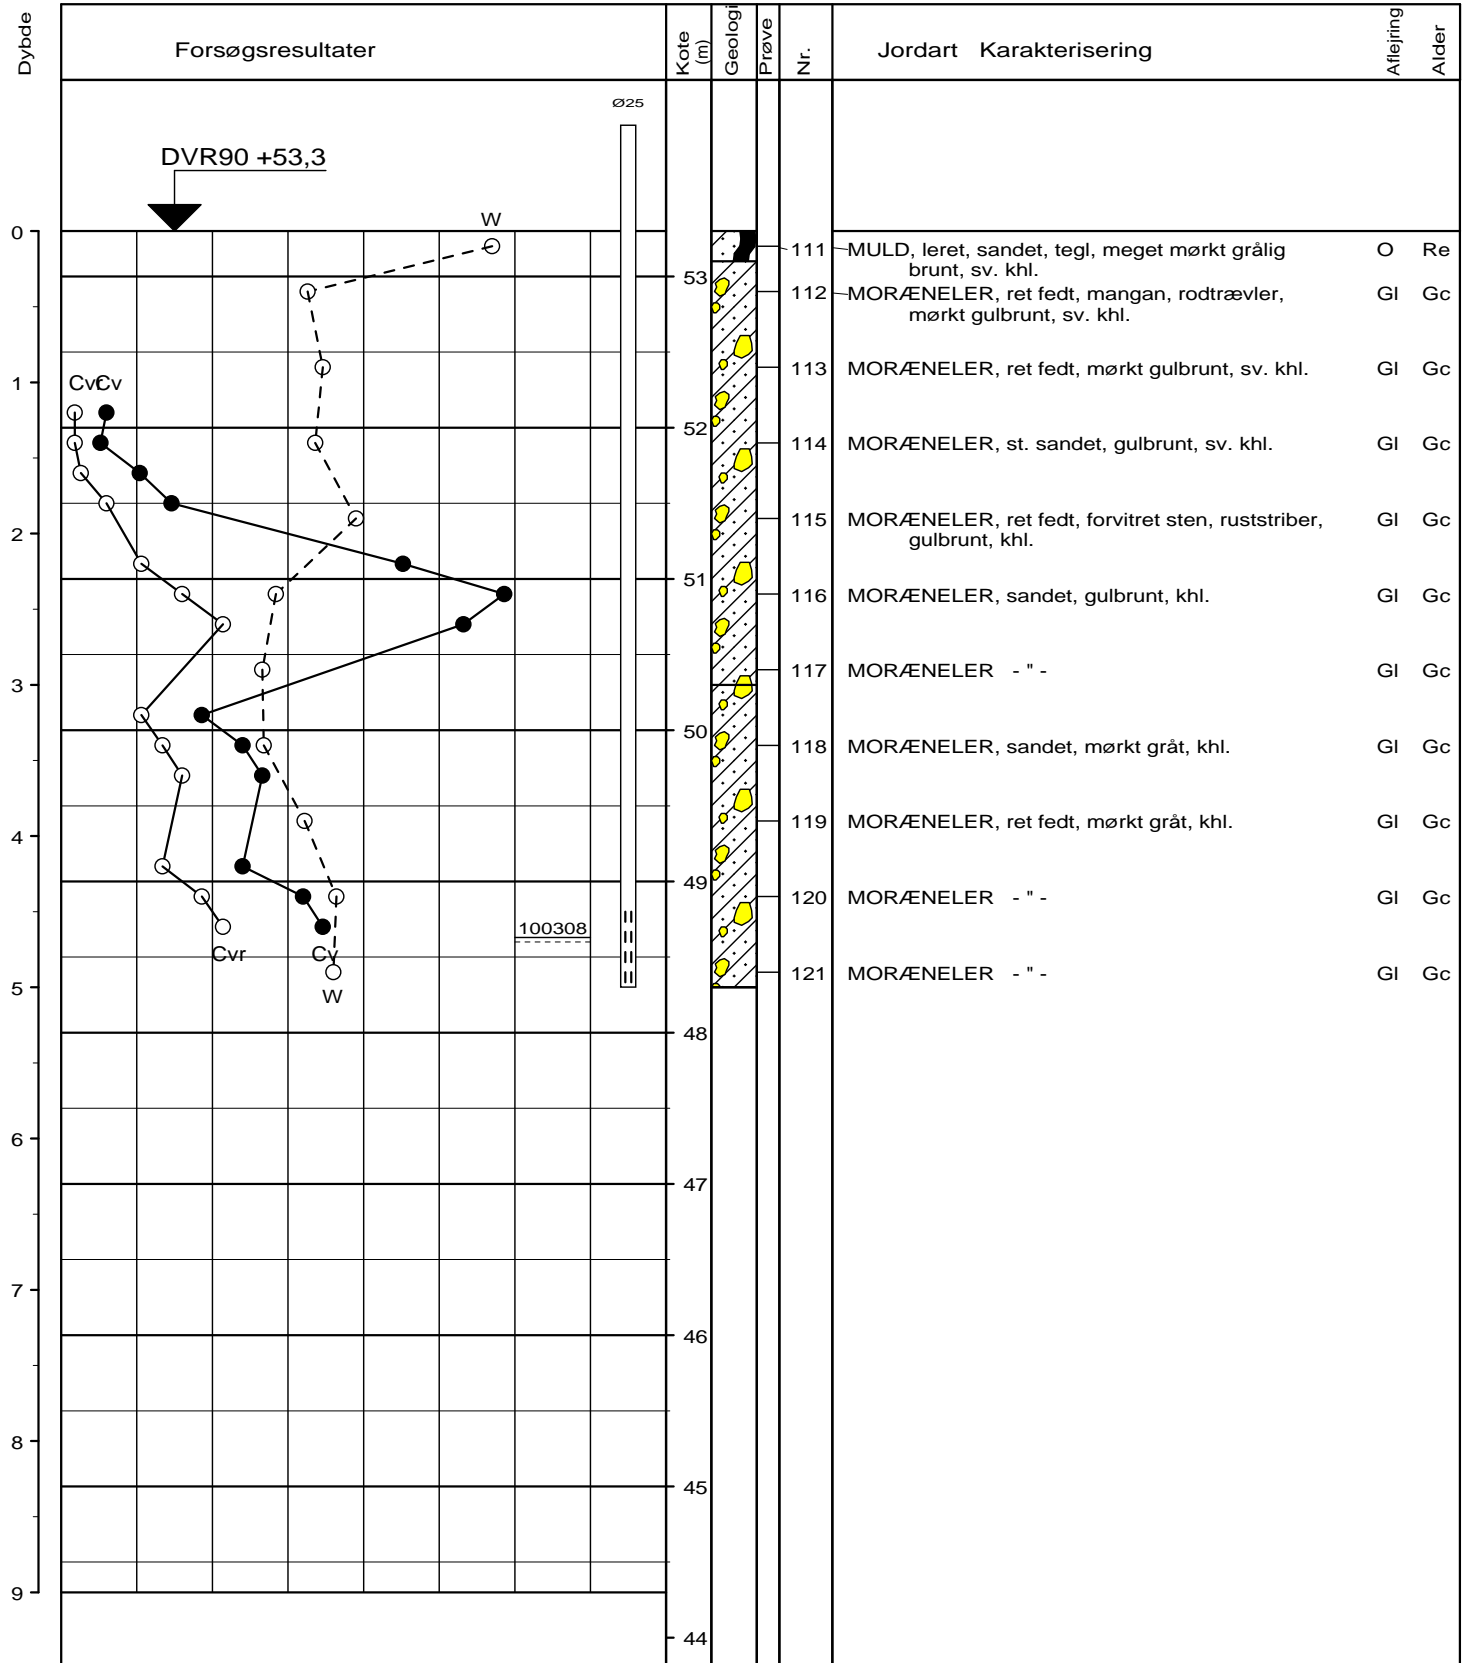 Dybde
Forsøgsresultater
Kote (m)
Geologi
Prøve
Nr.
Jordart Karakterisering
Aflejring
Alder
Ø25
DVR90 +53,3
W
0
111 MULD, leret, sandet, tegl, meget mørkt grålig O Re
brunt, sv. khl.
53
112 MORÆNELER, ret fedt, mangan, rodtrævler, Gl Gc
mørkt gulbrunt, sv. khl.
113 MORÆNELER, ret fedt, mørkt gulbrunt, sv. khl. Gl Gc
1
Cvr Cv
52
114 MORÆNELER, st. sandet, gulbrunt, sv. khl. Gl Gc
115 MORÆNELER, ret fedt, forvitret sten, ruststriber, Gl Gc
gulbrunt, khl.
2
51
116 MORÆNELER, sandet, gulbrunt, khl. Gl Gc
117 MORÆNELER - " - Gl Gc
3
50
118 MORÆNELER, sandet, mørkt gråt, khl. Gl Gc
119 MORÆNELER, ret fedt, mørkt gråt, khl. Gl Gc
4
49
120 MORÆNELER - " - Gl Gc
100308
Cvr Cv
121 MORÆNELER - " - Gl Gc
5
W
48
6
47
7
46
8
45
9
44